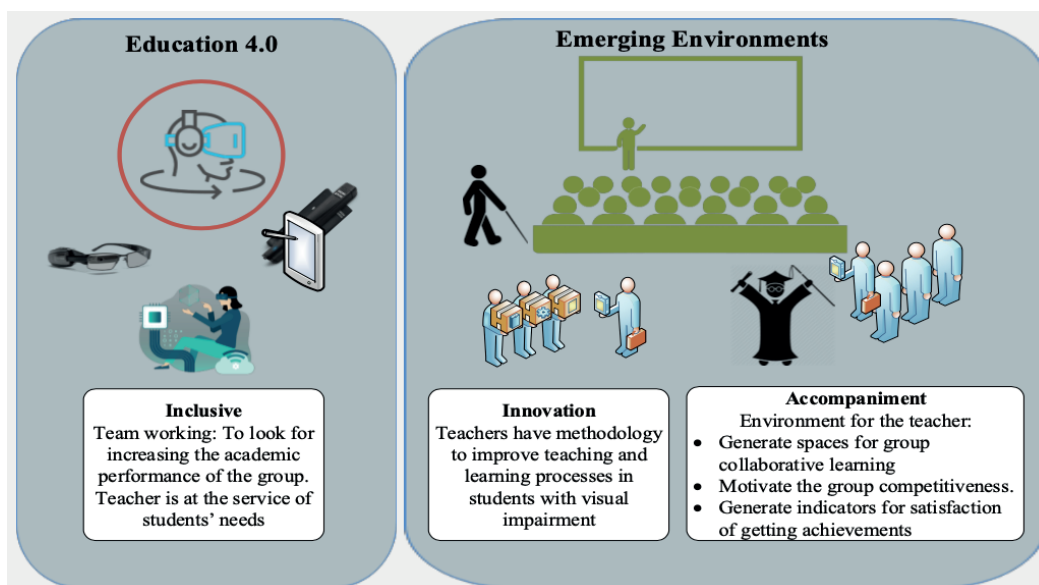 Education 4.0
Inclusive
Team working: To look for
increasing the academic
performance of the group.
Teacher is at the service of
students’ needs
Emerging Environments
Innovation
Teachers have methodology
to improve teaching and
learning processes in
students with visual
impairment
Accompaniment
Environment for the teacher:
• Generate spaces for group
collaborative learning
• Motivate the group competitiveness.
• Generate indicators for satisfaction
of getting achievements